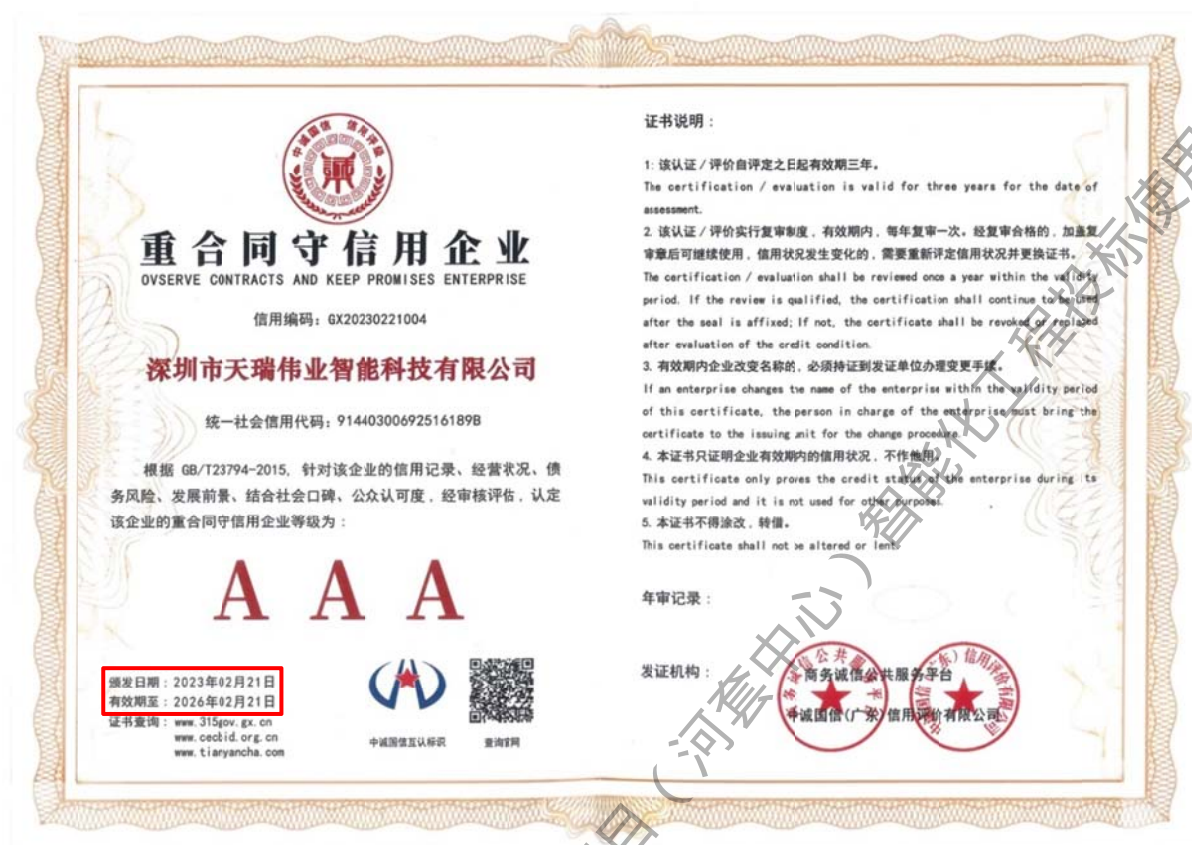 中诚国信 信用评级
重合同守信用企业
OVSERVE CONTRACTS AND KEEP PROMISES ENTERPRISE
信用编码：GX20230221004
深圳市天瑞伟业智能科技有限公司
统一社会信用代码：91440300692516189B
根据 GB/T23794-2015, 针对该企业的信用记录、经营状况、债
务风险、发展前景、结合社会口碑、公众认可度，经审核评估，认定
该企业的重合同守信用企业等级为：
A A A
颁发日期：2023年02月21日
有效期至：2026年02月21日
证书查询：www.315gov.gx.cn
www.cecbid.org.cn
www.tiaryancha.com
中诚国信互认标识
查询官网
证书说明：
1: 该认证／评价自评定之日起有效期三年。
The certification / evaluation is valid for three years for the date of
assessment.
2. 该认证／评价实行复审制度，有效期内，每年复审一次。经复审合格的，加盖复
审章后可继续使用，信用状况发生变化的，需要重新评定信用状况并更换证书。
The certification / evaluation shall be reviewed once a year within the validity
period. If the review is qualified, the certification shall continue to be used
after the seal is affixed; If not, the certificate shall be revoked or replaced
after evaluation of the credit condition.
3. 有效期内企业改变名称的，必须持证到发证单位办理变更手续。
If an enterprise changes the name of the enterprise within the validity period
of this certificate, the person in charge of the enterprise must bring the
certificate to the issuing unit for the change procedure.
4. 本证书只证明企业有效期内的信用状况，不作他用。
This certificate only proves the credit status of the enterprise during its
validity period and it is not used for other purposes.
5. 本证书不得涂改，转借。
This certificate shall not be altered or lent.
年审记录：
发证机构：
商务诚信公共服务平台
中诚国信(广东)信用评价有限公司
目（河套中心）智能化工程投标使用